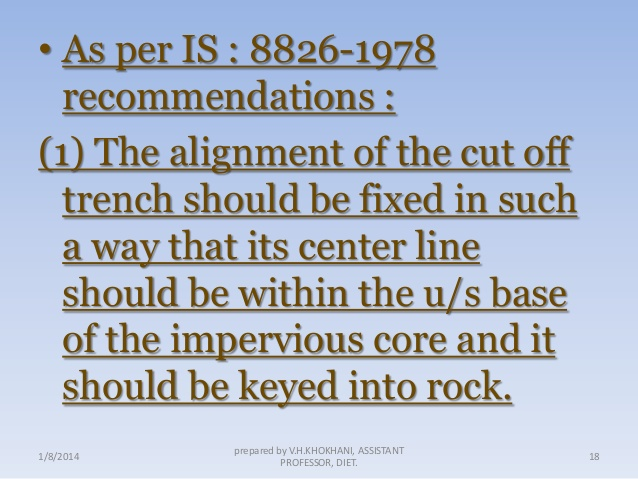 • As per IS : 8826-1978
recommendations :
(1) The alignment of the cut off
trench should be fixed in such
a way that its center line
should be within the u/s base
of the impervious core and it
should be keyed into rock.
1/8/2014
prepared by V.H.KHOKHANI, ASSISTANT
PROFESSOR, DIET.
18